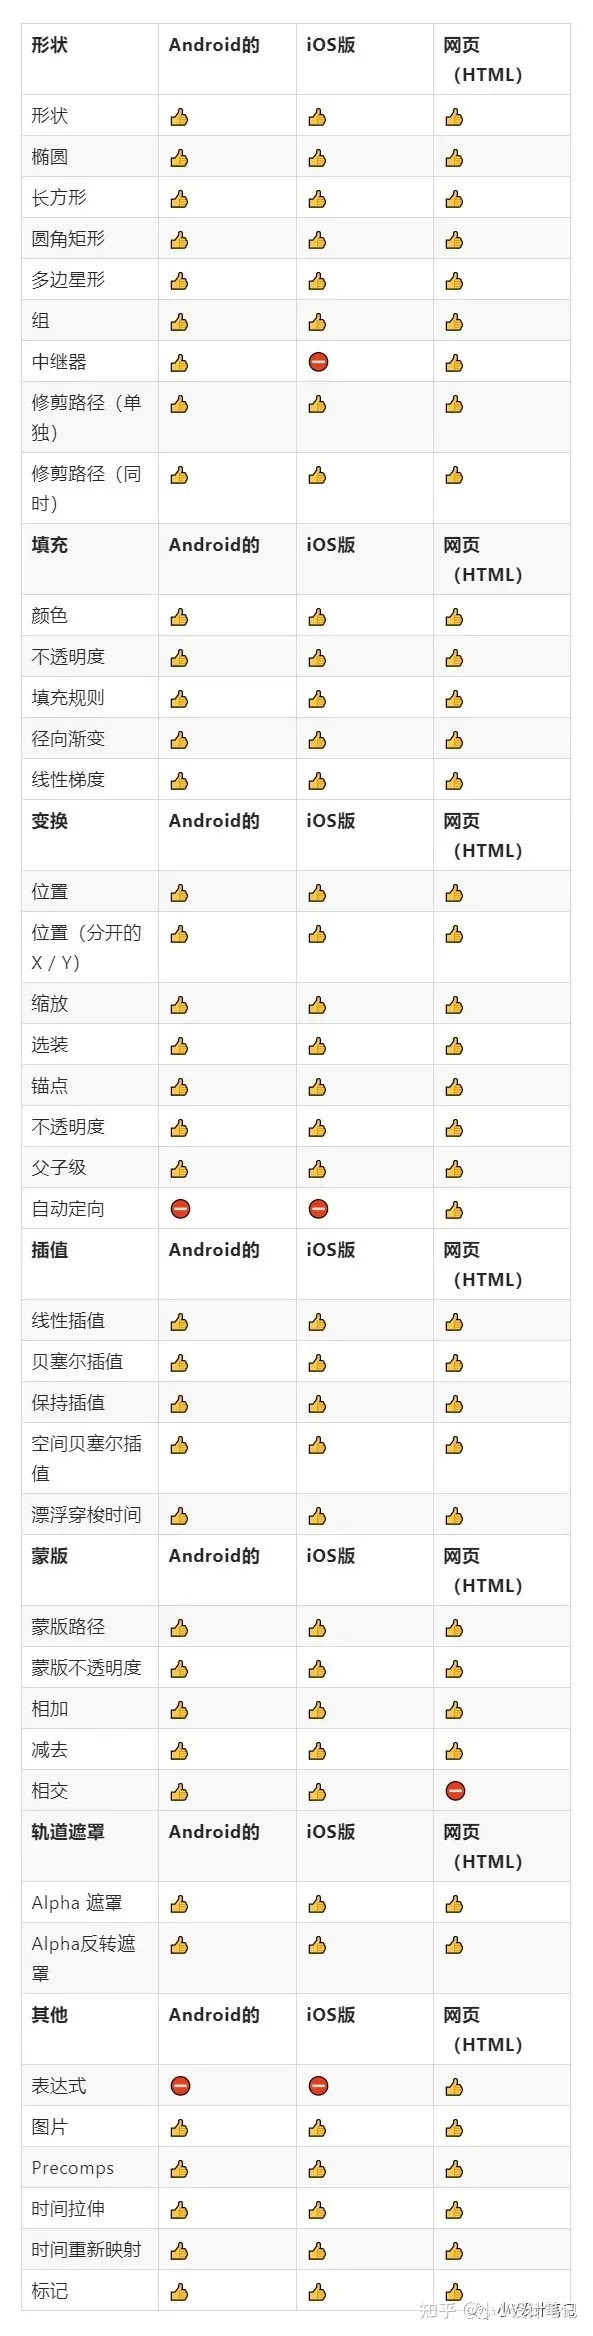 形状 Android的 iOS版 网页
（HTML）
形状
椭圆
长方形
圆角矩形
多边星形
组
中继器
修剪路径（单
独）
修剪路径（同
时）
填充 Android的 iOS版 网页
（HTML）
颜色
不透明度
填充规则
径向渐变
线性梯度
变换 Android的 iOS版 网页
（HTML）
位置
位置（分开的
X / Y）
缩放
选装
锚点
不透明度
父子级
自动定向
插值 Android的 iOS版 网页
（HTML）
线性插值
贝塞尔插值
保持插值
空间贝塞尔插
值
漂浮穿梭时间
蒙版 Android的 iOS版 网页
（HTML）
蒙版路径
蒙版不透明度
相加
减去
相交
轨道遮罩 Android的 iOS版 网页
（HTML）
Alpha 遮罩
Alpha反转遮
罩
其他 Android的 iOS版 网页
（HTML）
表达式
图片
Precomps
时间拉伸
时间重新映射
标记
知乎 小V设计笔记